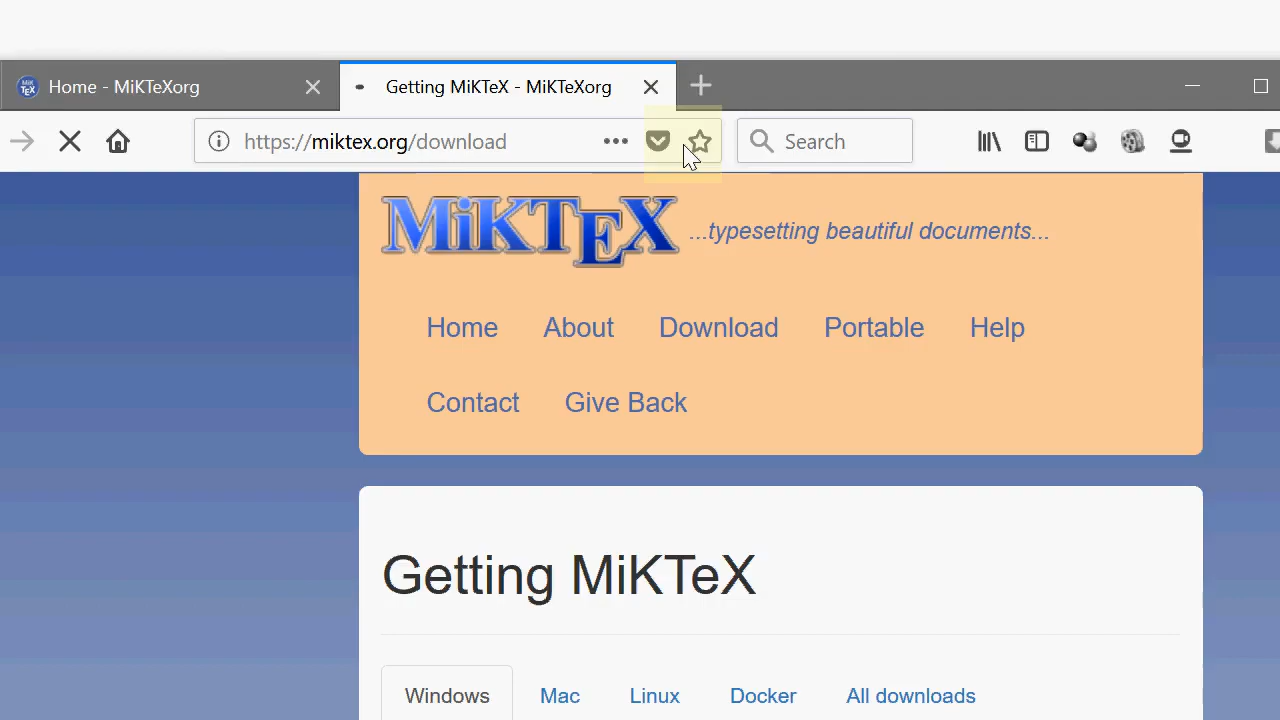 Home - MiKTeXorg
Getting MiKTeX - MiKTeXorg
https://miktex.org/download
Search
MiKTeX ...typesetting beautiful documents...
Home About Download Portable Help
Contact Give Back
Getting MiKTeX
Windows Mac Linux Docker All downloads